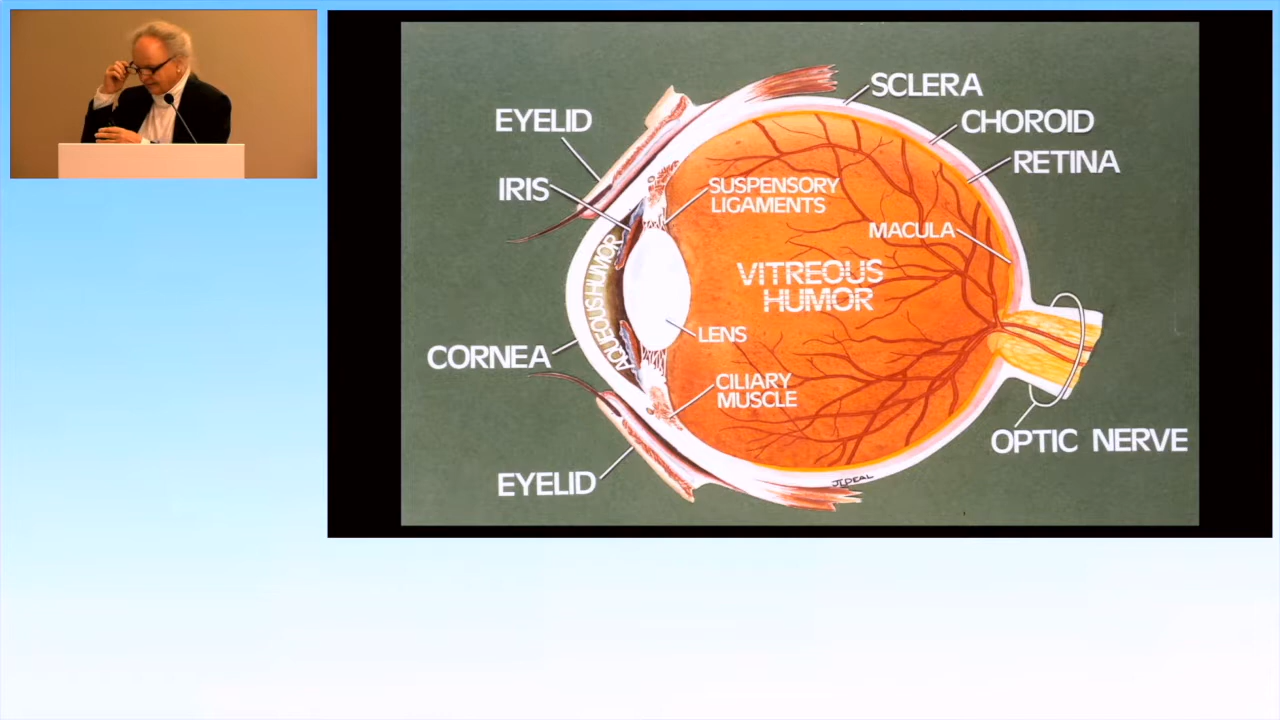 SCLERA
EYELID
CHOROID
RETINA
IRIS
SUSPENSORY
LIGAMENTS
MACULA
AQUEOUS HUMOR
VITREOUS
HUMOR
LENS
CORNEA
CILIARY
MUSCLE
OPTIC NERVE
EYELID
JLDEAL